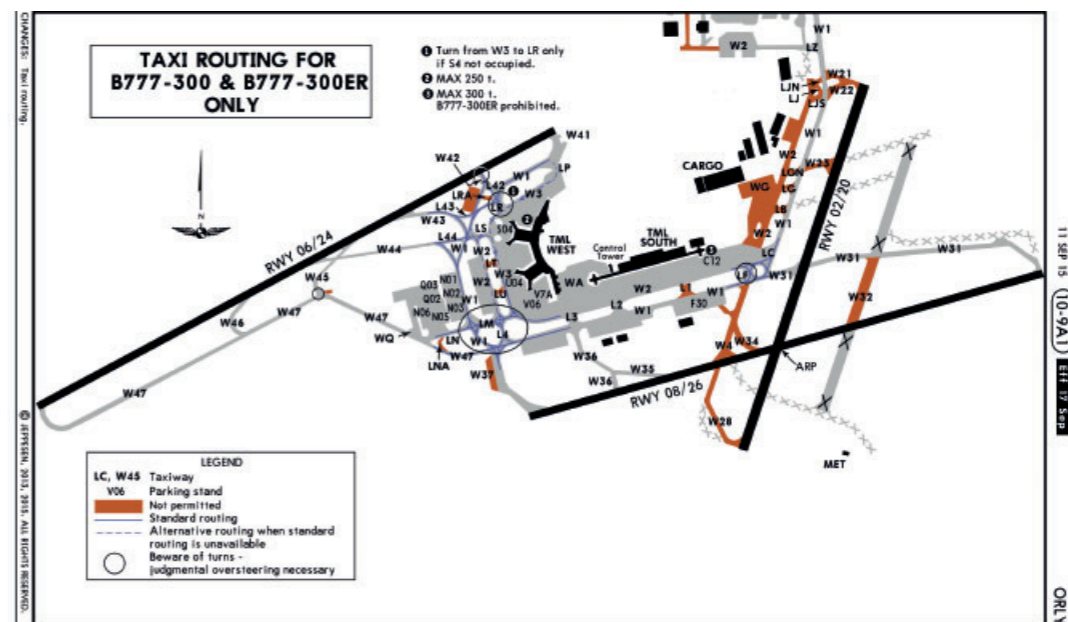 TAXI ROUTING FOR
B777-300 & B777-300ER
ONLY
1 Turn from W3 to LR only
if S4 not occupied.
2 MAX 250 t.
3 MAX 300 t.
B777-300ER prohibited.
CHANGES: Taxi routing.
© JEPPESEN, 2013, 2015. ALL RIGHTS RESERVED.
11 SEP 15
10-9A1
Eff 17 Sep
ORLY
N
W1
W2
LZ
W21
LJN
W22
LJ
LJS
W1
W2
W23
LGN
CARGO
WG
LG
LB
W1
W2
LC
RWY 02/20
W31
W31
W31
W32
W41
W42
LP
L42
W1
LRA
1
W3
L43
LR
W43
LS
S04
2
TML
WEST
L44
W44
W1
W2
LT
W3
RWY 06/24
W45
Control
Tower
TML
SOUTH
3
C12
LF
Q03
N01
W2
U04
WA
W2
L1
W1
Q02
N02
LU
V7A
W1
V06
L2
F30
N06
N03
W1
N05
W46
W47
W47
WQ
LM
L3
L4
LN
W1
W47
LNA
W36
W4
W34
W37
W35
W36
ARP
W47
RWY 08/26
W28
MET
LEGEND
LC, W45 Taxiway
V06 Parking stand
Not permitted
Standard routing
Alternative routing when standard
routing is unavailable
Beware of turns -
judgmental oversteering necessary